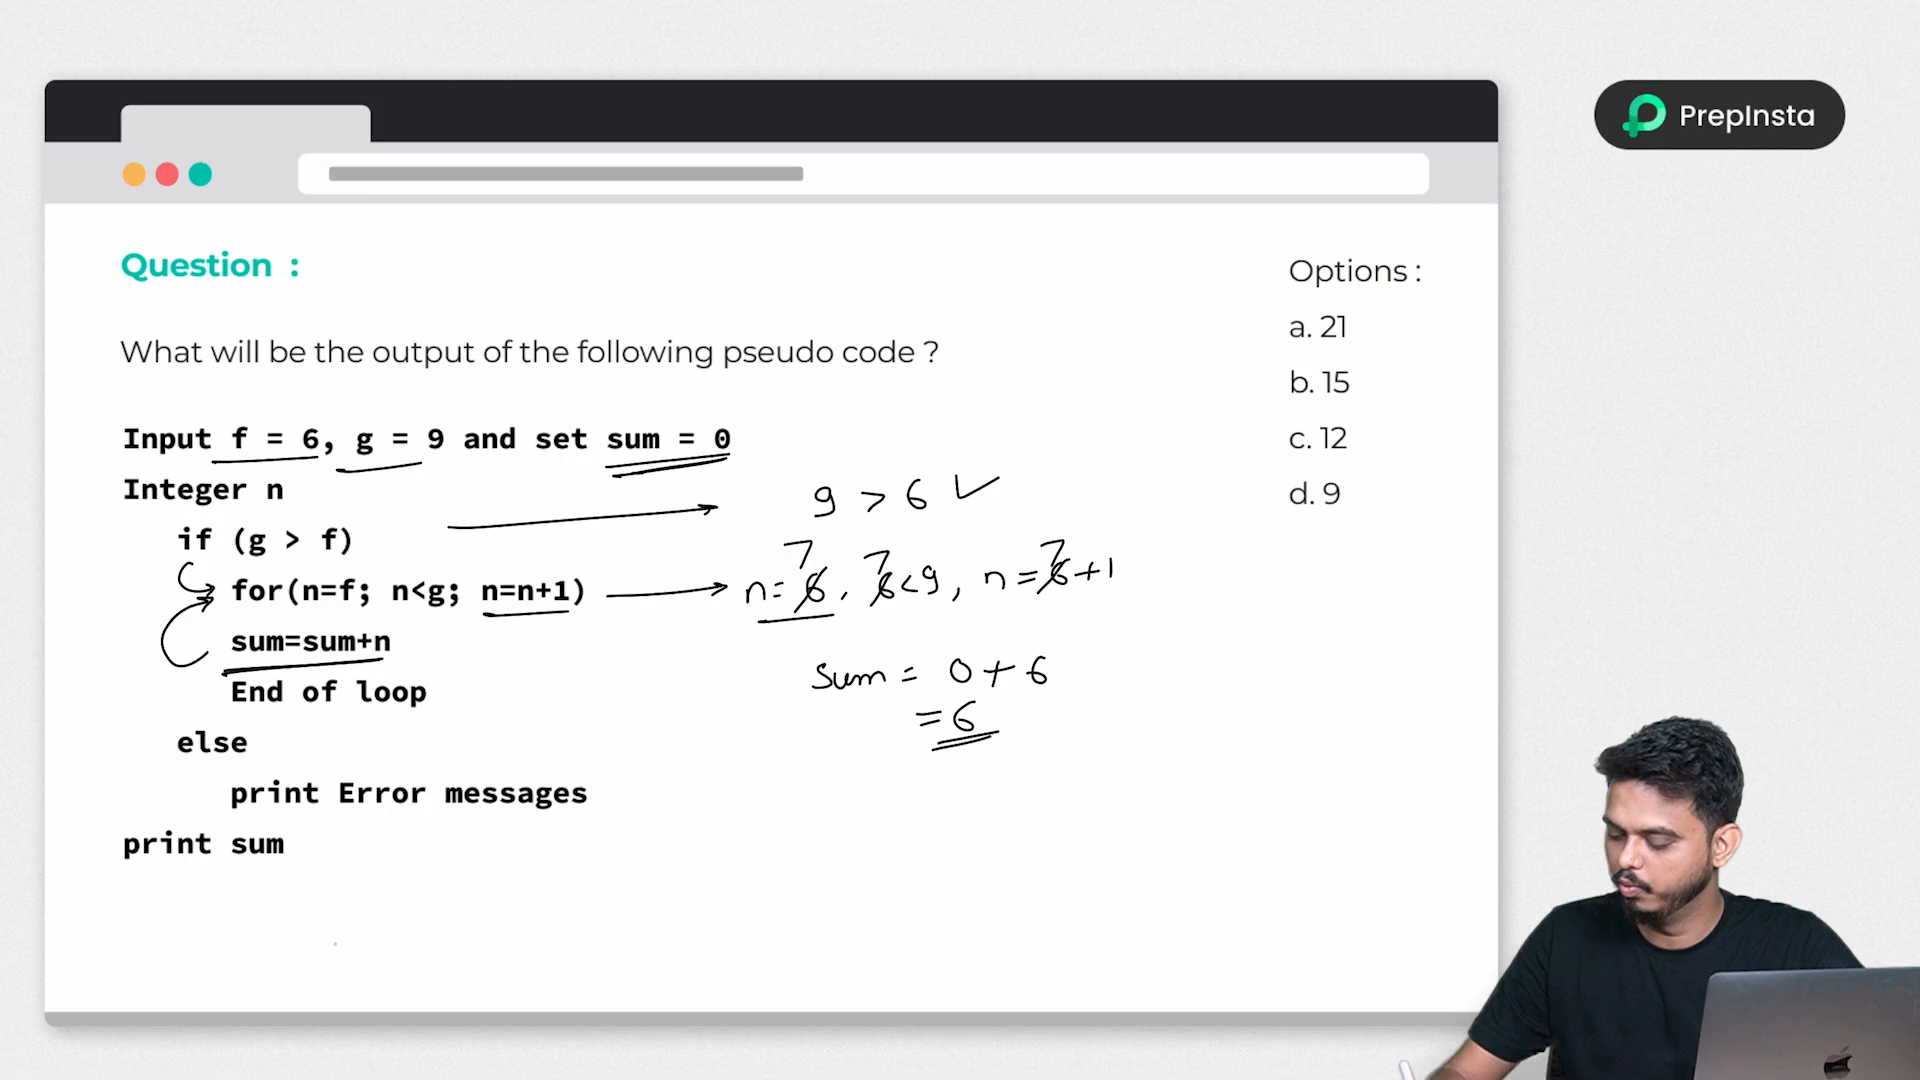 PrepInsta
Question :
Options :
a. 21
b. 15
c. 12
d. 9
What will be the output of the following pseudo code ?
Input f = 6, g = 9 and set sum = 0
Integer n
if (g > f)
for(n=f; n<g; n=n+1)
sum=sum+n
End of loop
else
print Error messages
print sum
9 > 6 ✓
7 7 7
n=6, 6<9, n=6+1
Sum = 0+6
=6